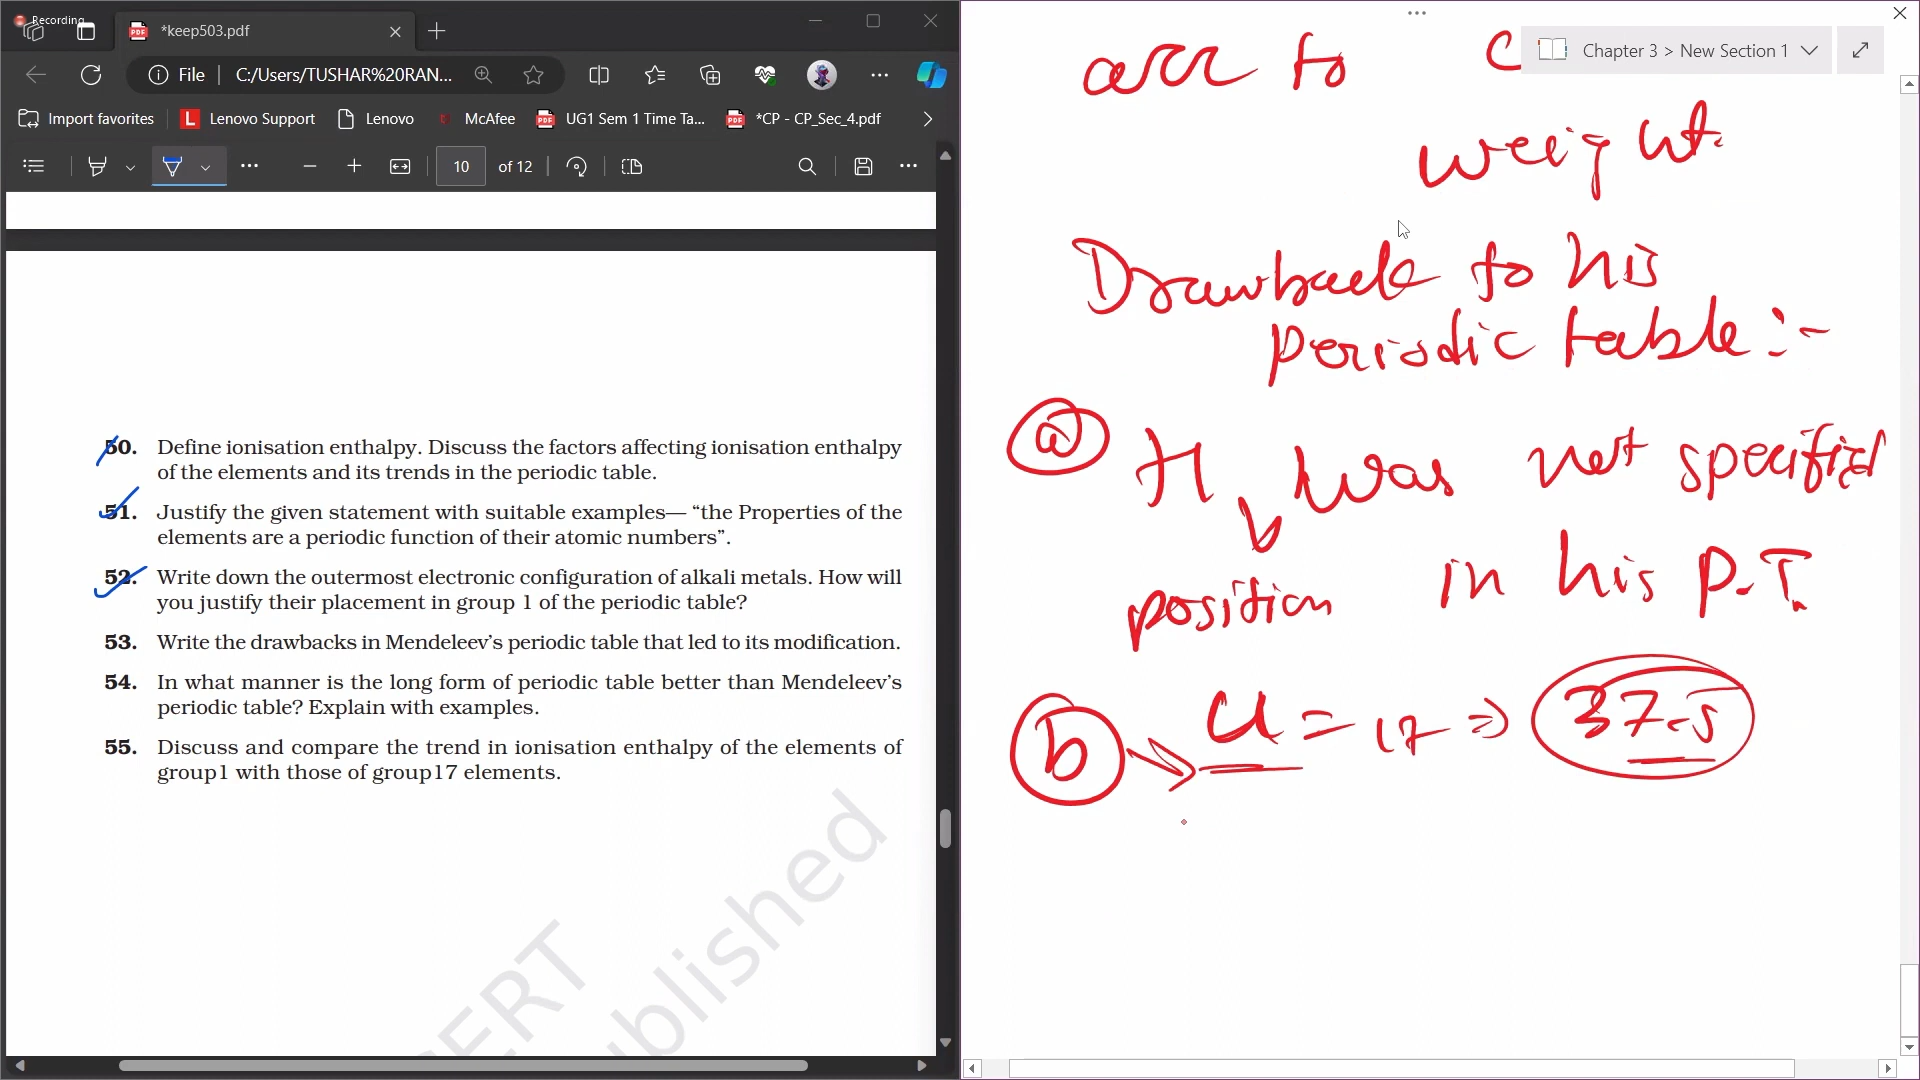 Recording
*keep503.pdf
File
C:/Users/TUSHAR%20RAN...
Import favorites
Lenovo Support
Lenovo
McAfee
UG1 Sem 1 Time Ta...
*CP - CP_Sec_4.pdf
10 of 12
50. Define ionisation enthalpy. Discuss the factors affecting ionisation enthalpy
of the elements and its trends in the periodic table.
51. Justify the given statement with suitable examples— “the Properties of the
elements are a periodic function of their atomic numbers”.
52. Write down the outermost electronic configuration of alkali metals. How will
you justify their placement in group 1 of the periodic table?
53. Write the drawbacks in Mendeleev’s periodic table that led to its modification.
54. In what manner is the long form of periodic table better than Mendeleev’s
periodic table? Explain with examples.
55. Discuss and compare the trend in ionisation enthalpy of the elements of
group1 with those of group17 elements.
ublished
Chapter 3 > New Section 1
acc to
weight.
Drawback to his
periodic table :-
a H was not specified
position in his P.T.
b Cl = 17 => 37.5